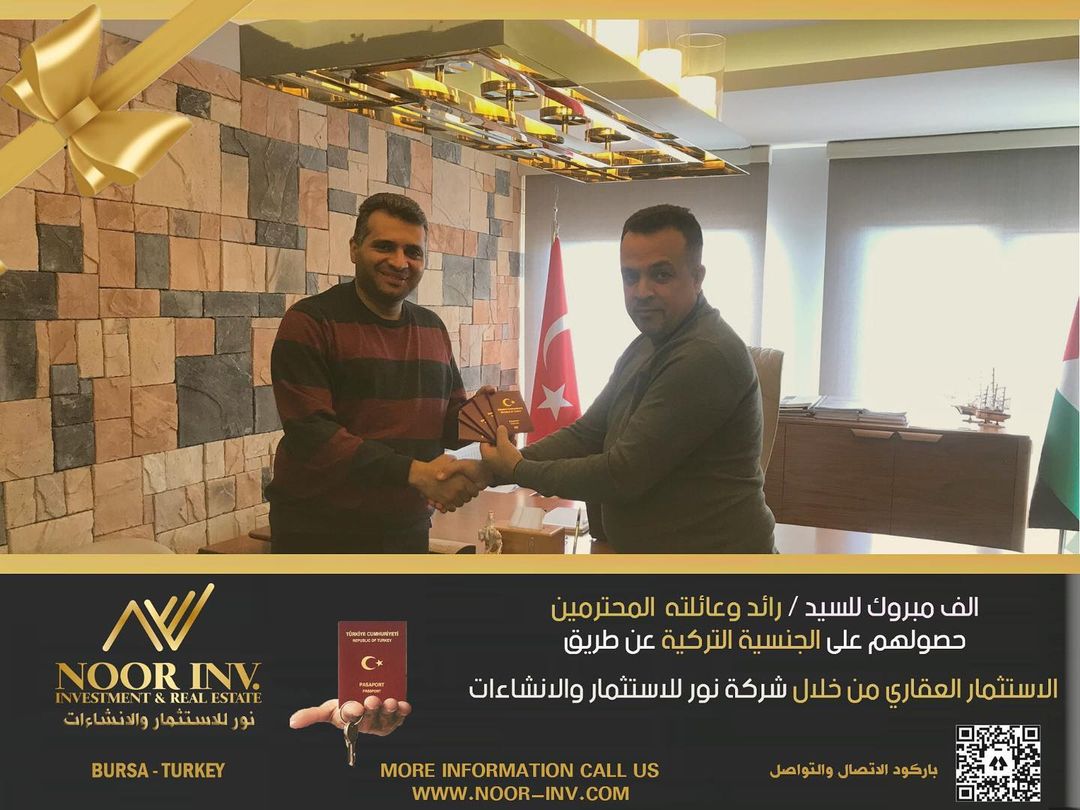 الف مبروك للسيد / رائد وعائلته المحترمين
حصولهم على الجنسية التركية عن طريق
الاستثمار العقاري من خلال شركة نور للاستثمار والانشاءات
NOOR INV.
INVESTMENT & REAL ESTATE
نور للاستثمار والانشاءات
BURSA - TURKEY
TÜRKİYE CUMHURİYETİ
REPUBLIC OF TURKEY
PASAPORT
PASSPORT
MORE INFORMATION CALL US
WWW.NOOR-INV.COM
باركود الاتصال والتواصل